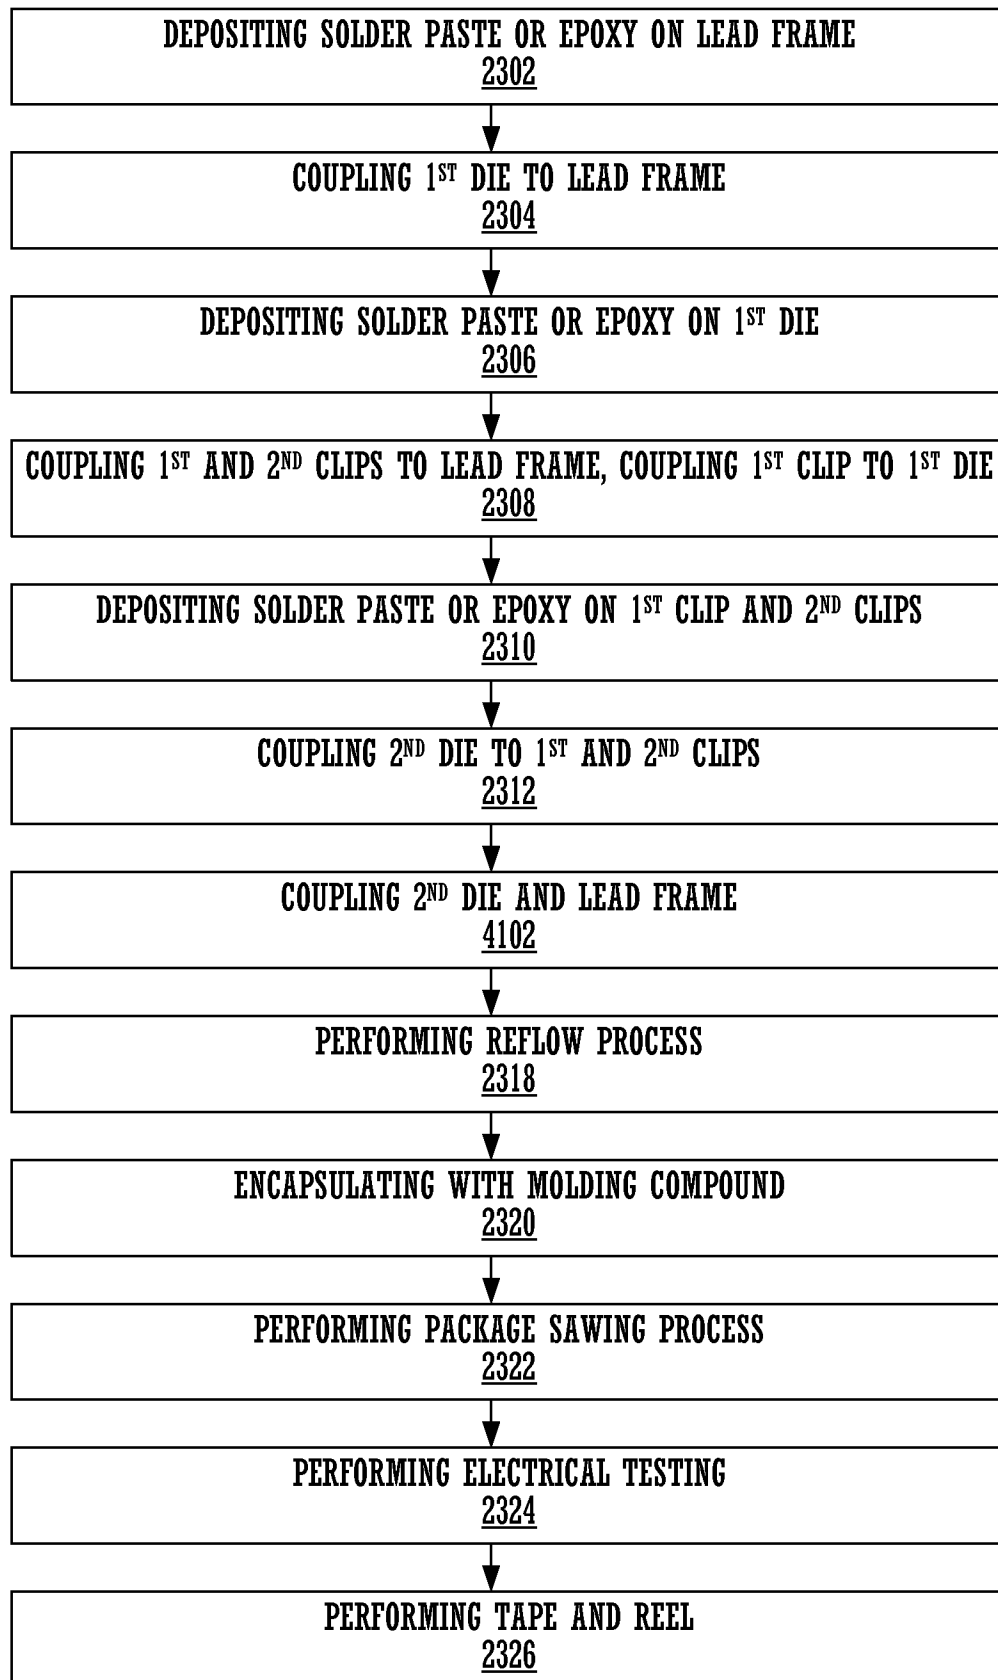 DEPOSITING SOLDER PASTE OR EPOXY ON LEAD FRAME
2302
COUPLING 1ST DIE TO LEAD FRAME
2304
DEPOSITING SOLDER PASTE OR EPOXY ON 1ST DIE
2306
COUPLING 1ST AND 2ND CLIPS TO LEAD FRAME, COUPLING 1ST CLIP TO 1ST DIE
2308
DEPOSITING SOLDER PASTE OR EPOXY ON 1ST CLIP AND 2ND CLIPS
2310
COUPLING 2ND DIE TO 1ST AND 2ND CLIPS
2312
COUPLING 2ND DIE AND LEAD FRAME
4102
PERFORMING REFLOW PROCESS
2318
ENCAPSULATING WITH MOLDING COMPOUND
2320
PERFORMING PACKAGE SAWING PROCESS
2322
PERFORMING ELECTRICAL TESTING
2324
PERFORMING TAPE AND REEL
2326